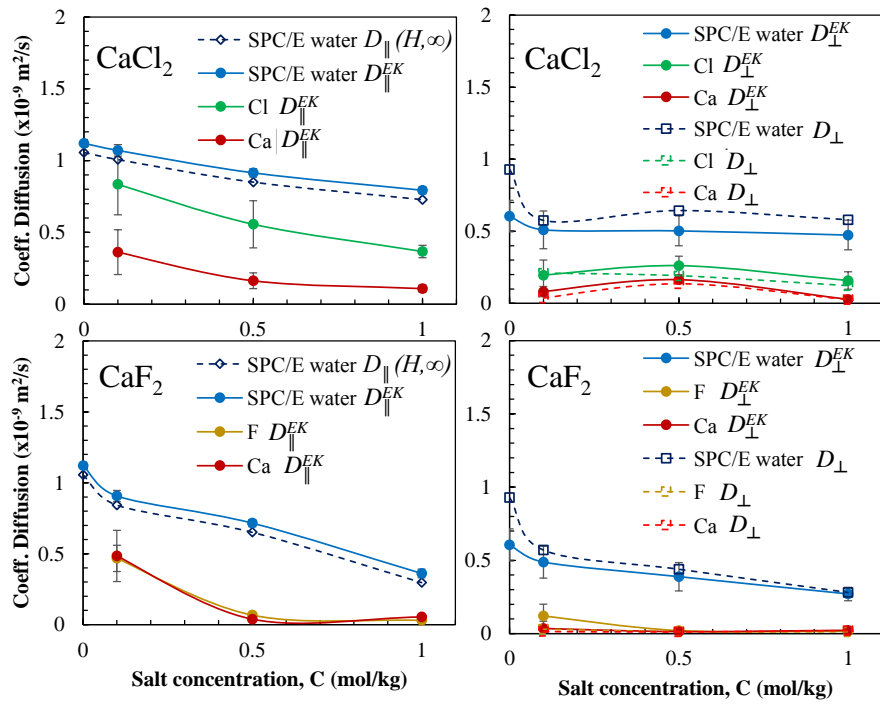 CaCl₂
SPC/E water D∥(H,∞)
SPC/E water D∥^EK
Cl D∥^EK
Ca D∥^EK
Coeff. Diffusion (x10⁻⁹ m²/s)
2
1.5
1
0.5
0
0
0.5
1
CaCl₂
SPC/E water D⊥^EK
Cl D⊥^EK
Ca D⊥^EK
SPC/E water D⊥
Cl D⊥
Ca D⊥
2
1.5
1
0.5
0
0
0.5
1
CaF₂
SPC/E water D∥(H,∞)
SPC/E water D∥^EK
F D∥^EK
Ca D∥^EK
Coeff. Diffusion (x10⁻⁹ m²/s)
2
1.5
1
0.5
0
0
0.5
1
Salt concentration, C (mol/kg)
CaF₂
SPC/E water D⊥^EK
F D⊥^EK
Ca D⊥^EK
SPC/E water D⊥
F D⊥
Ca D⊥
2
1.5
1
0.5
0
0
0.5
1
Salt concentration, C (mol/kg)